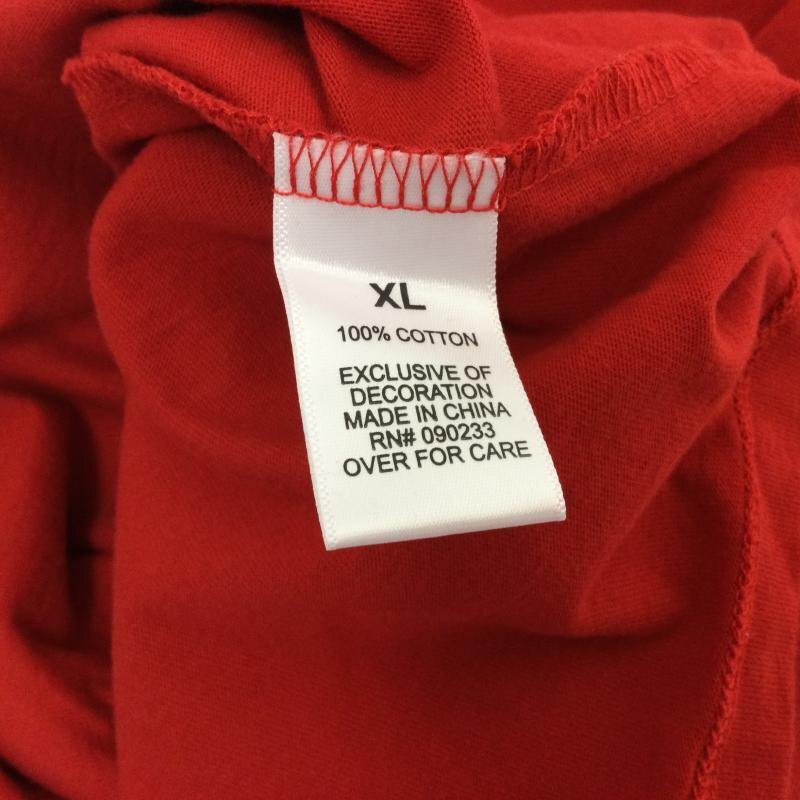 XL
100% COTTON
EXCLUSIVE OF
DECORATION
MADE IN CHINA
RN# 090233
OVER FOR CARE